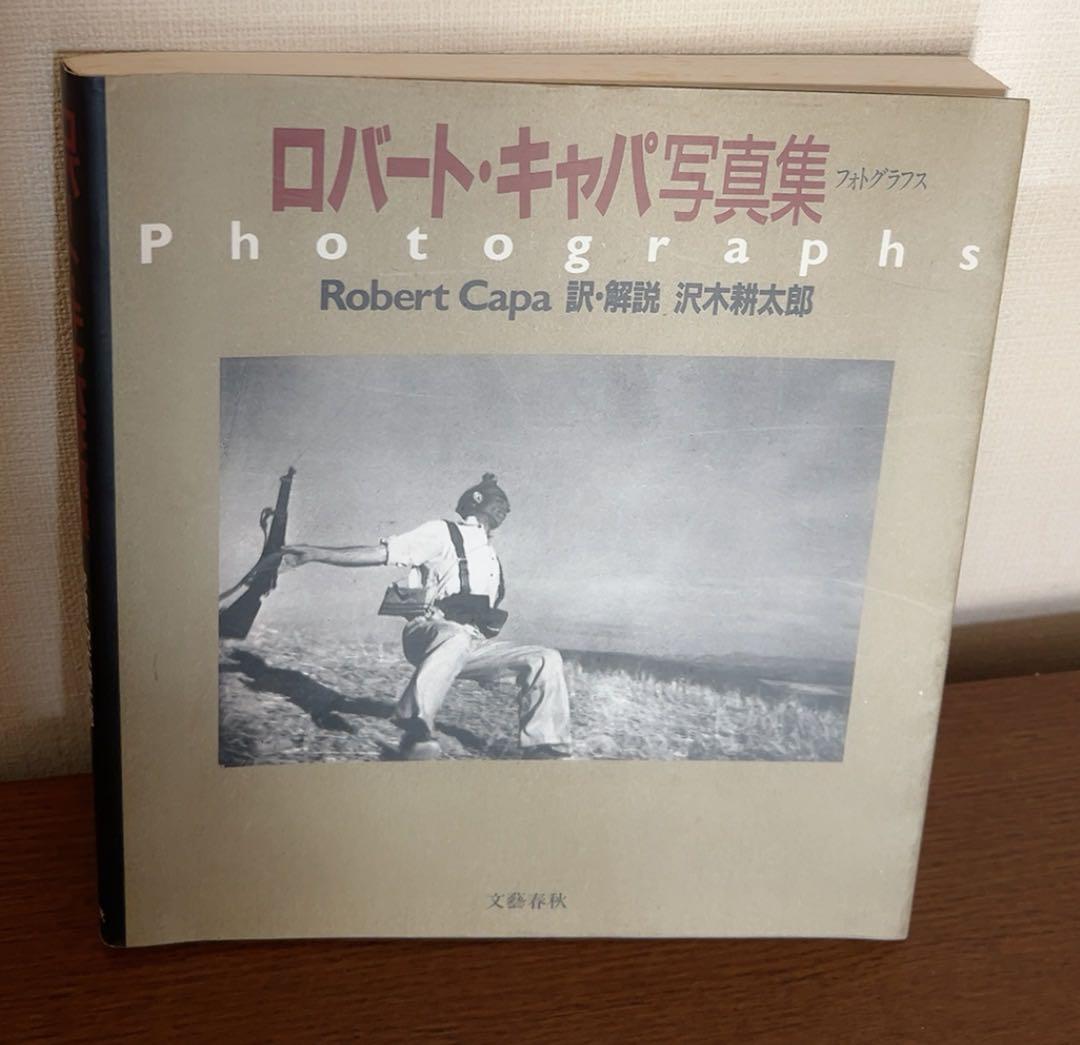 ロバート・キャパ写真集 フォトグラフス
Photographs
Robert Capa 訳・解説 沢木耕太郎
文藝春秋